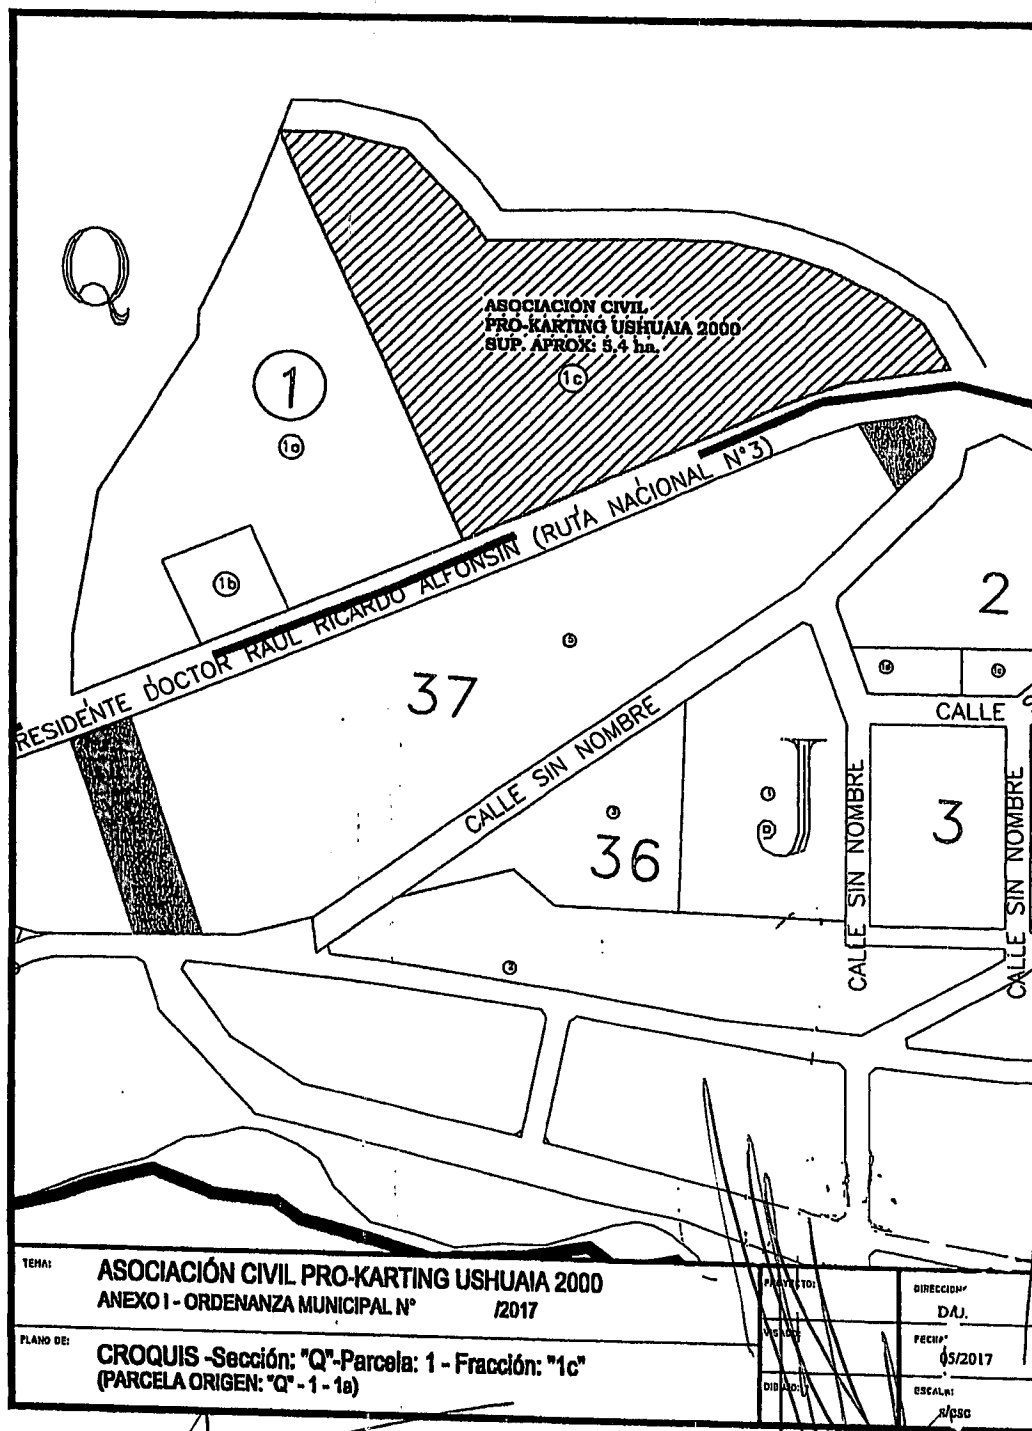 Q
ASOCIACIÓN CIVIL
PRO-KARTING USHUAIA 2000
SUP. APROX: 5.4 ha.
1c
1
1a
1b
RESIDENTE DOCTOR RAUL RICARDO ALFONSIN (RUTA NACIONAL N°3)
2
37
CALLE
CALLE SIN NOMBRE
J
36
3
CALLE SIN NOMBRE
CALLE SIN NOMBRE
TEMA:
ASOCIACIÓN CIVIL PRO-KARTING USHUAIA 2000
ANEXO I - ORDENANZA MUNICIPAL N° /2017
PLANO DE:
CROQUIS -Sección: "Q"-Parcela: 1 - Fracción: "1c"
(PARCELA ORIGEN: "Q" - 1 - 1a)
PROYECTO:
VISADO:
DIBUJO:
DIRECCION:
D.U.
FECHA:
05/2017
ESCALA:
s/esc